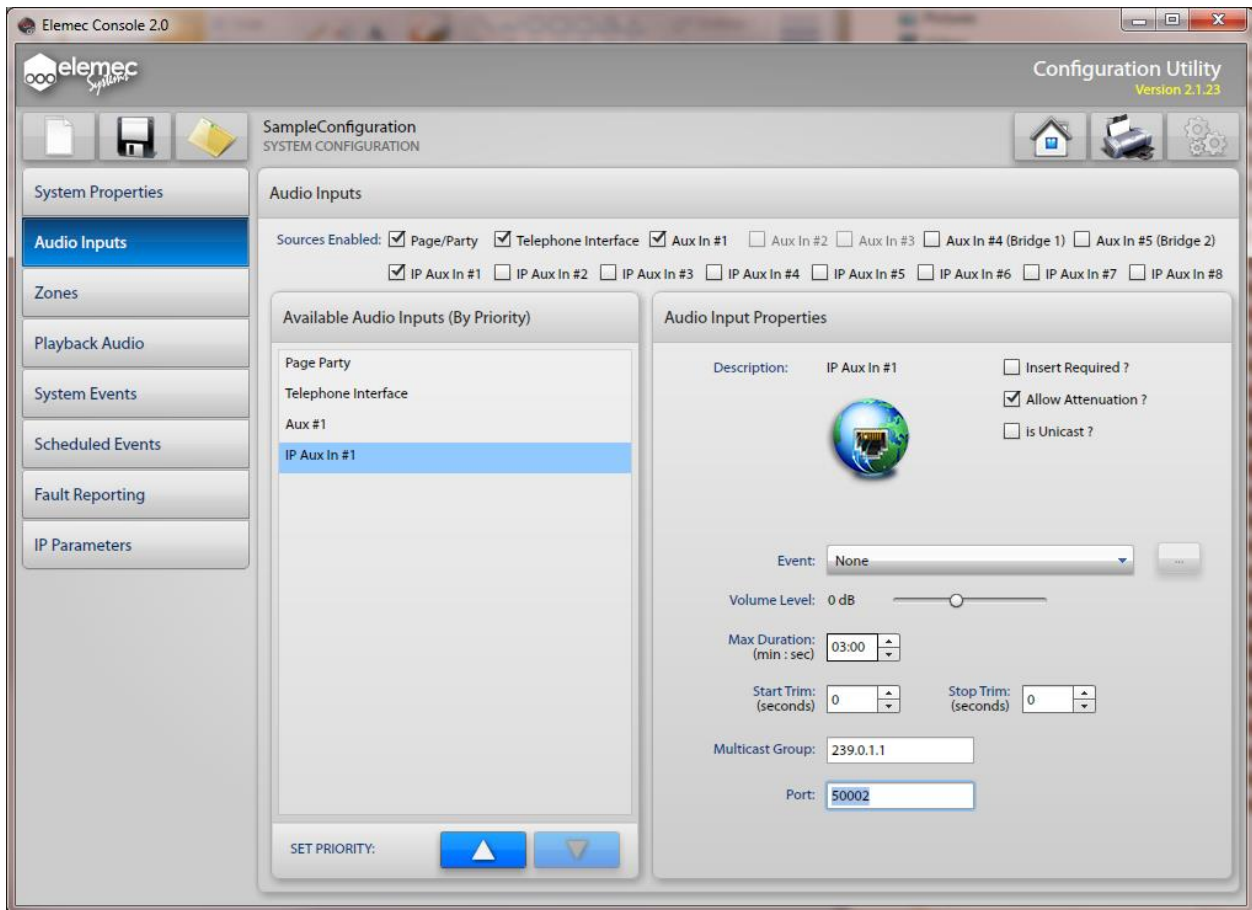 Elemec Console 2.0
elemec
Systems
Configuration Utility
Version 2.1.23
SampleConfiguration
SYSTEM CONFIGURATION
System Properties
Audio Inputs
Zones
Playback Audio
System Events
Scheduled Events
Fault Reporting
IP Parameters
Audio Inputs
Sources Enabled: Page/Party Telephone Interface Aux In #1 Aux In #2 Aux In #3 Aux In #4 (Bridge 1) Aux In #5 (Bridge 2)
IP Aux In #1 IP Aux In #2 IP Aux In #3 IP Aux In #4 IP Aux In #5 IP Aux In #6 IP Aux In #7 IP Aux In #8
Available Audio Inputs (By Priority)
Page Party
Telephone Interface
Aux #1
IP Aux In #1
SET PRIORITY:
Audio Input Properties
Description: IP Aux In #1
Insert Required ?
Allow Attenuation ?
is Unicast ?
Event: None ...
Volume Level: 0 dB
Max Duration: 03:00
(min : sec)
Start Trim: 0
(seconds)
Stop Trim: 0
(seconds)
Multicast Group: 239.0.1.1
Port: 50002